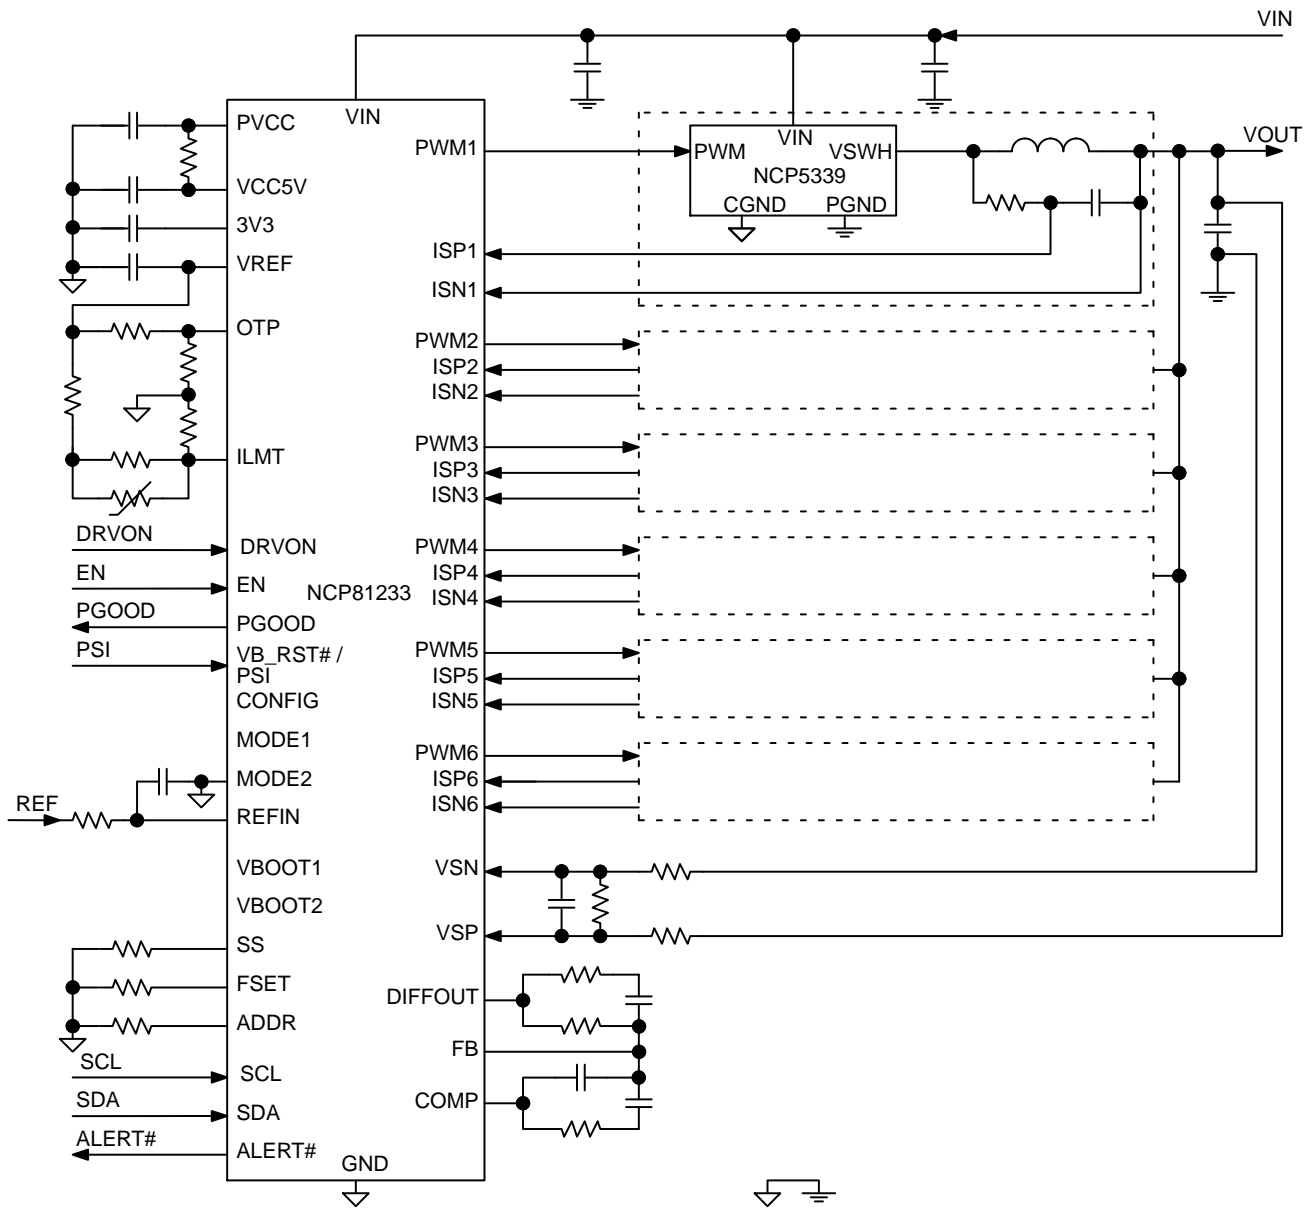 VIN
VIN
PVCC
PWM1
PWM
VIN
VSWH
VOUT
NCP5339
VCC5V
CGND
PGND
3V3
ISP1
VREF
ISN1
OTP
PWM2
ISP2
ISN2
PWM3
ILMT
ISP3
ISN3
DRVON
DRVON
PWM4
EN
EN
ISP4
NCP81233
ISN4
PGOOD
PGOOD
PSI
VB_RST# /
PSI
PWM5
ISP5
CONFIG
ISN5
MODE1
PWM6
MODE2
ISP6
REF
REFIN
ISN6
VBOOT1
VSN
VBOOT2
SS
VSP
FSET
DIFFOUT
ADDR
FB
SCL
SCL
SDA
SDA
COMP
ALERT#
ALERT#
GND